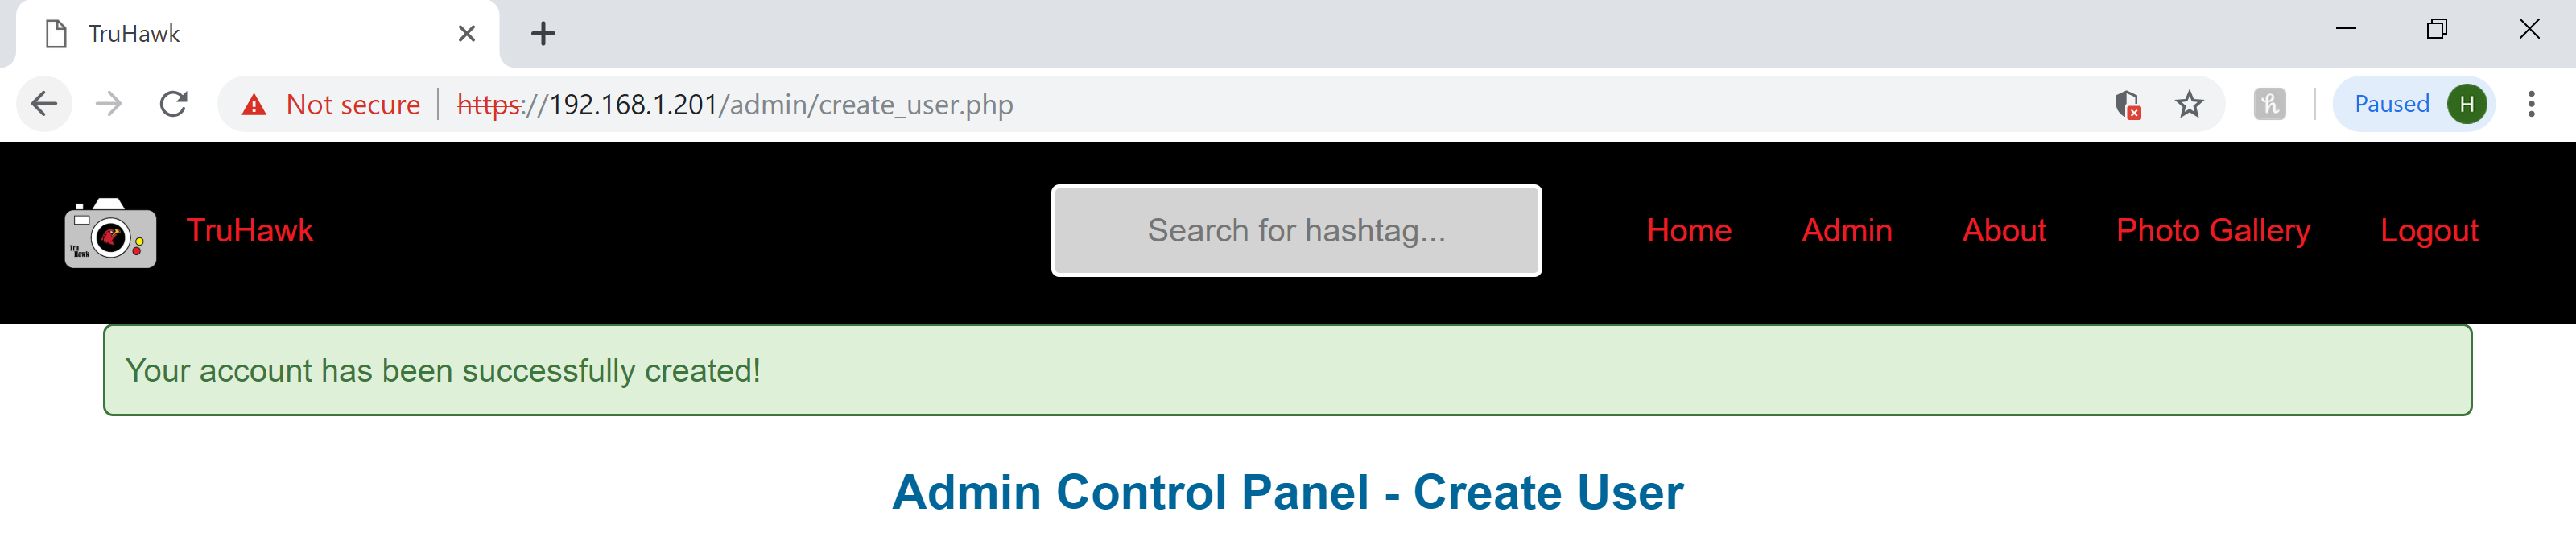 TruHawk
Not secure https://192.168.1.201/admin/create_user.php Paused H
Tru
Hawk
TruHawk Search for hashtag... Home Admin About Photo Gallery Logout
Your account has been successfully created!
Admin Control Panel - Create User